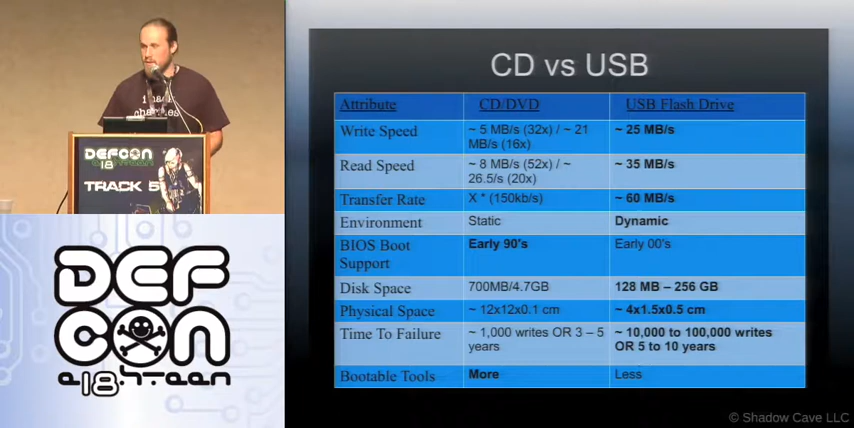 I hack
charities
DEFCON
18
TRACK 5
DEF
CON
e18hteen
CD vs USB
Attribute CD/DVD USB Flash Drive
Write Speed ~ 5 MB/s (32x) / ~ 21 ~ 25 MB/s
MB/s (16x)
Read Speed ~ 8 MB/s (52x) / ~ ~ 35 MB/s
26.5/s (20x)
Transfer Rate X * (150kb/s) ~ 60 MB/s
Environment Static Dynamic
BIOS Boot Early 90's Early 00's
Support
Disk Space 700MB/4.7GB 128 MB – 256 GB
Physical Space ~ 12x12x0.1 cm ~ 4x1.5x0.5 cm
Time To Failure ~ 1,000 writes OR 3 – 5 ~ 10,000 to 100,000 writes
years OR 5 to 10 years
Bootable Tools More Less
© Shadow Cave LLC